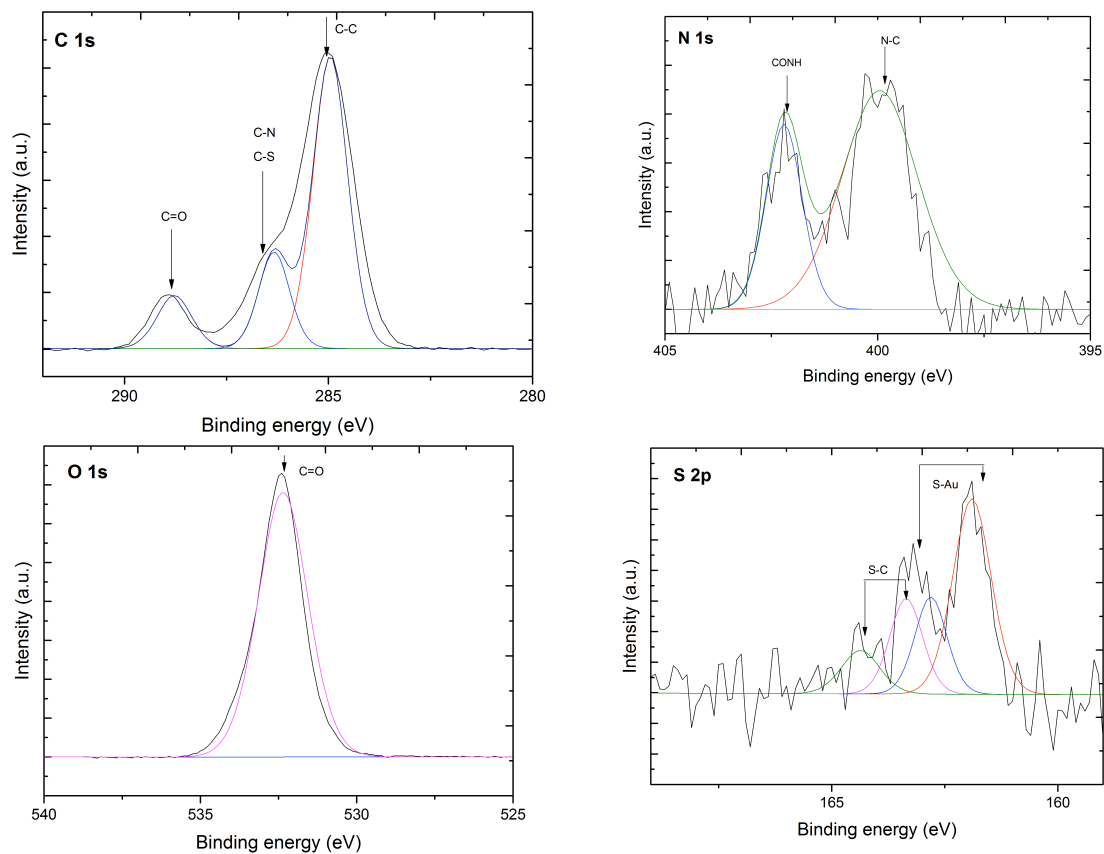 C 1s
C-C
C-N
C-S
C=O
Intensity (a.u.)
290
285
280
Binding energy (eV)
N 1s
N-C
CONH
Intensity (a.u.)
405
400
395
Binding energy (eV)
O 1s
C=O
Intensity (a.u.)
540
535
530
525
Binding energy (eV)
S 2p
S-Au
S-C
Intensity (a.u.)
165
160
Binding energy (eV)